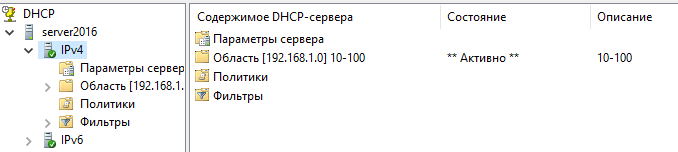 DHCP
server2016
IPv4
Параметры сервер
Область [192.168.1.
Политики
Фильтры
IPv6
Содержимое DHCP-сервера Состояние Описание
Параметры сервера
Область [192.168.1.0] 10-100 ** Активно ** 10-100
Политики
Фильтры